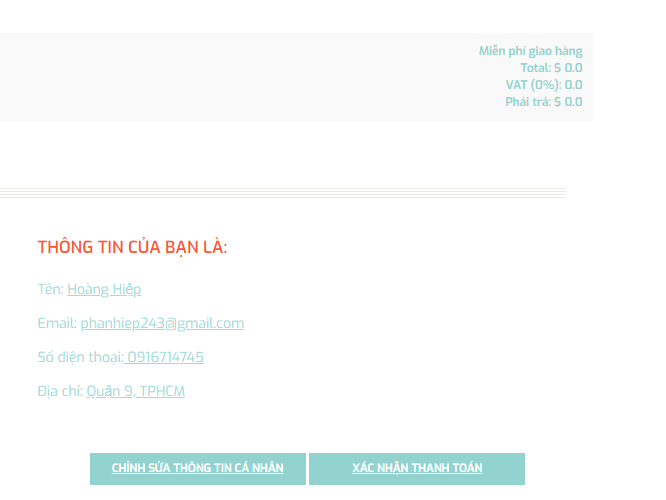 Miễn phí giao hàng
Total: $ 0.0
VAT (0%): 0.0
Phải trả: $ 0.0
THÔNG TIN CỦA BẠN LÀ:
Tên: Hoàng Hiệp
Email: phanhiep243@gmail.com
Số điện thoại: 0916714745
Địa chỉ: Quận 9, TPHCM
CHỈNH SỬA THÔNG TIN CÁ NHÂN XÁC NHẬN THANH TOÁN